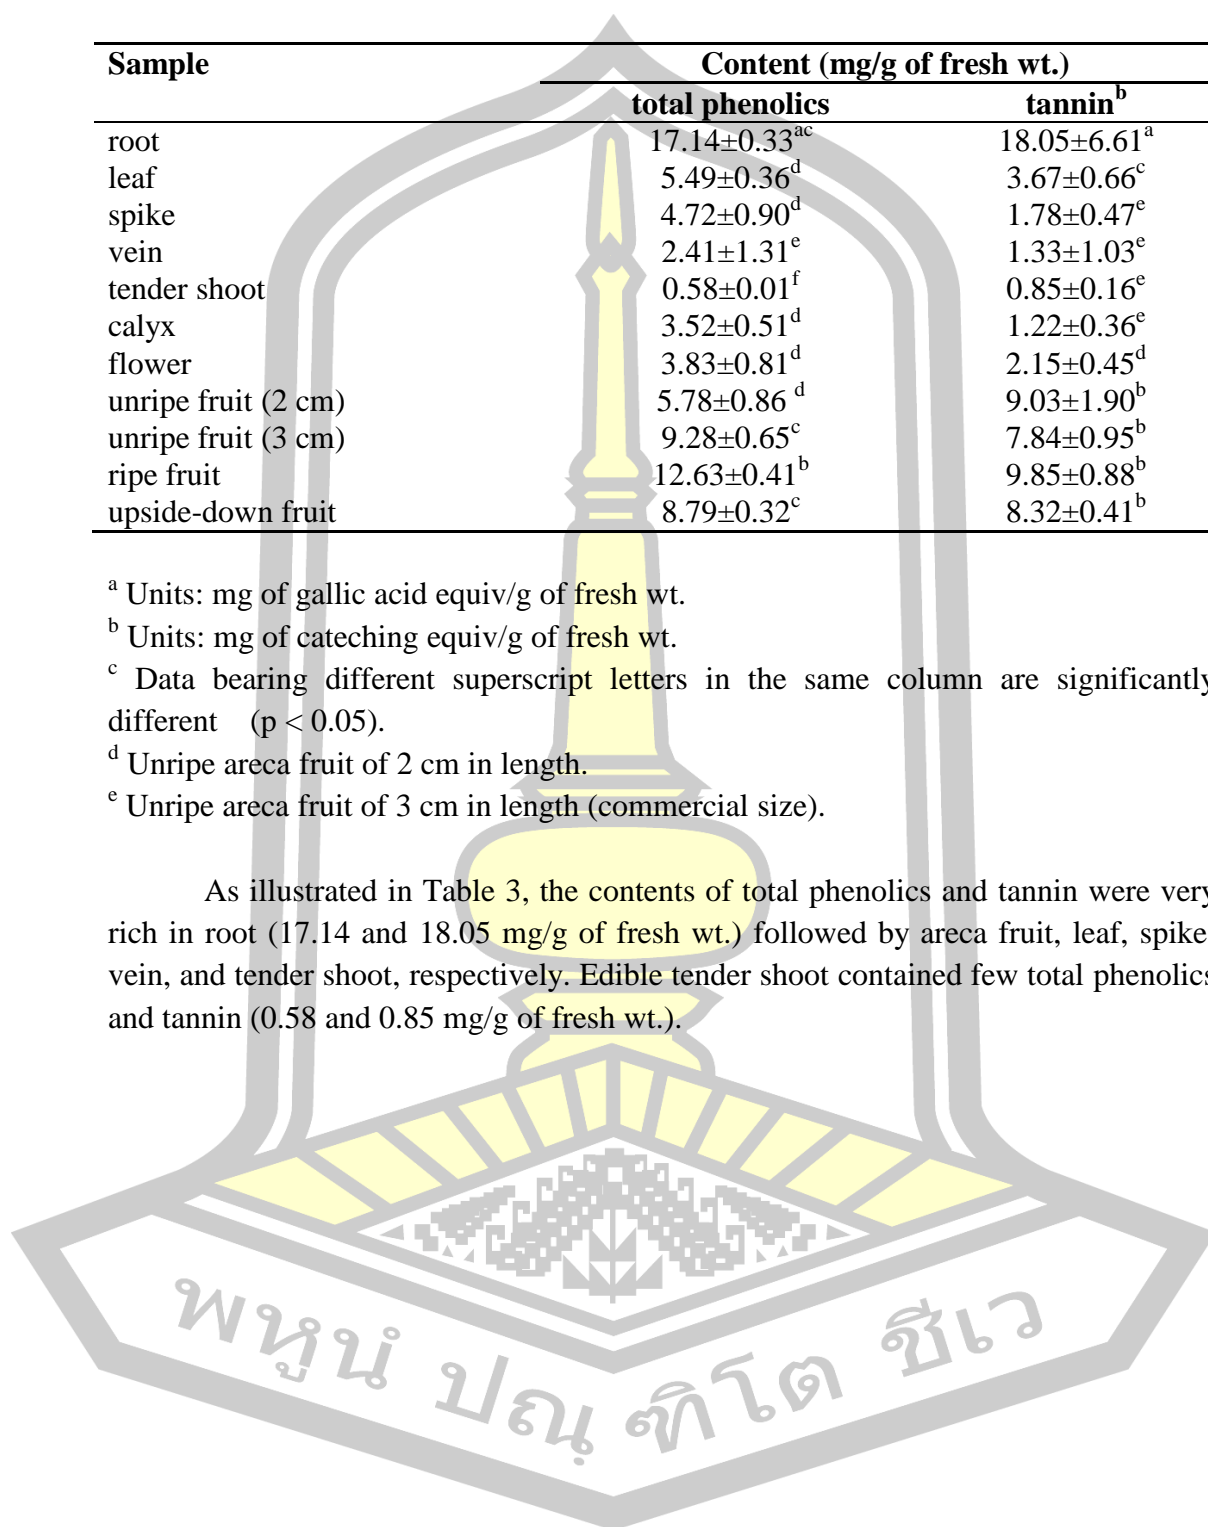 Sample Content (mg/g of fresh wt.)
total phenolics tannin^b
root 17.14±0.33^ac 18.05±6.61^a
leaf 5.49±0.36^d 3.67±0.66^c
spike 4.72±0.90^d 1.78±0.47^e
vein 2.41±1.31^e 1.33±1.03^e
tender shoot 0.58±0.01^f 0.85±0.16^e
calyx 3.52±0.51^d 1.22±0.36^e
flower 3.83±0.81^d 2.15±0.45^d
unripe fruit (2 cm) 5.78±0.86 ^d 9.03±1.90^b
unripe fruit (3 cm) 9.28±0.65^c 7.84±0.95^b
ripe fruit 12.63±0.41^b 9.85±0.88^b
upside-down fruit 8.79±0.32^c 8.32±0.41^b
^a Units: mg of gallic acid equiv/g of fresh wt.
^b Units: mg of cateching equiv/g of fresh wt.
^c Data bearing different superscript letters in the same column are significantly
different (p < 0.05).
^d Unripe areca fruit of 2 cm in length.
^e Unripe areca fruit of 3 cm in length (commercial size).
As illustrated in Table 3, the contents of total phenolics and tannin were very
rich in root (17.14 and 18.05 mg/g of fresh wt.) followed by areca fruit, leaf, spike
vein, and tender shoot, respectively. Edible tender shoot contained few total phenolics
and tannin (0.58 and 0.85 mg/g of fresh wt.).
พหูนํ ปณฺฑิโต ชีเว